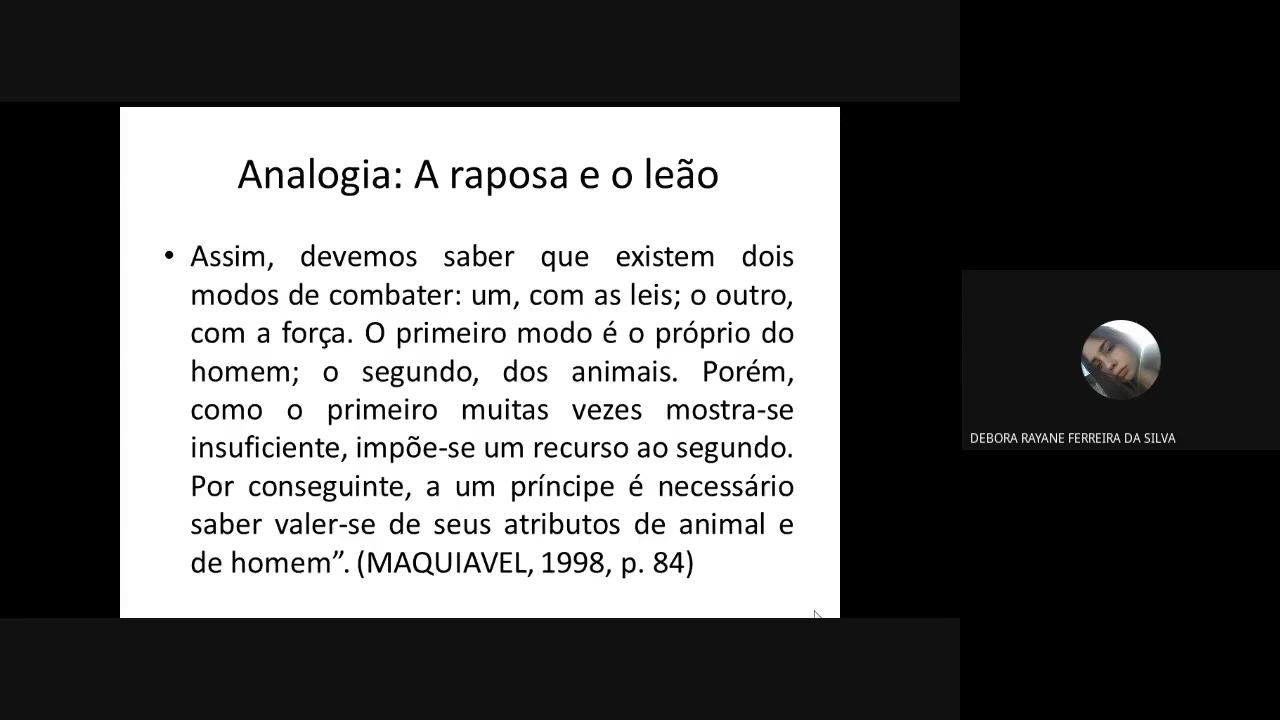 Analogia: A raposa e o leão
• Assim, devemos saber que existem dois
modos de combater: um, com as leis; o outro,
com a força. O primeiro modo é o próprio do
homem; o segundo, dos animais. Porém,
como o primeiro muitas vezes mostra-se
insuficiente, impõe-se um recurso ao segundo.
Por conseguinte, a um príncipe é necessário
saber valer-se de seus atributos de animal e
de homem”. (MAQUIAVEL, 1998, p. 84)
DEBORA RAYANE FERREIRA DA SILVA